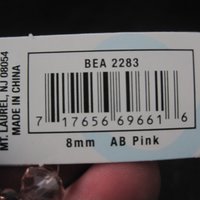 MT. LAUREL, NJ 08054
MADE IN CHINA
BEA 2283
7 17656 69661 6
8mm AB Pink